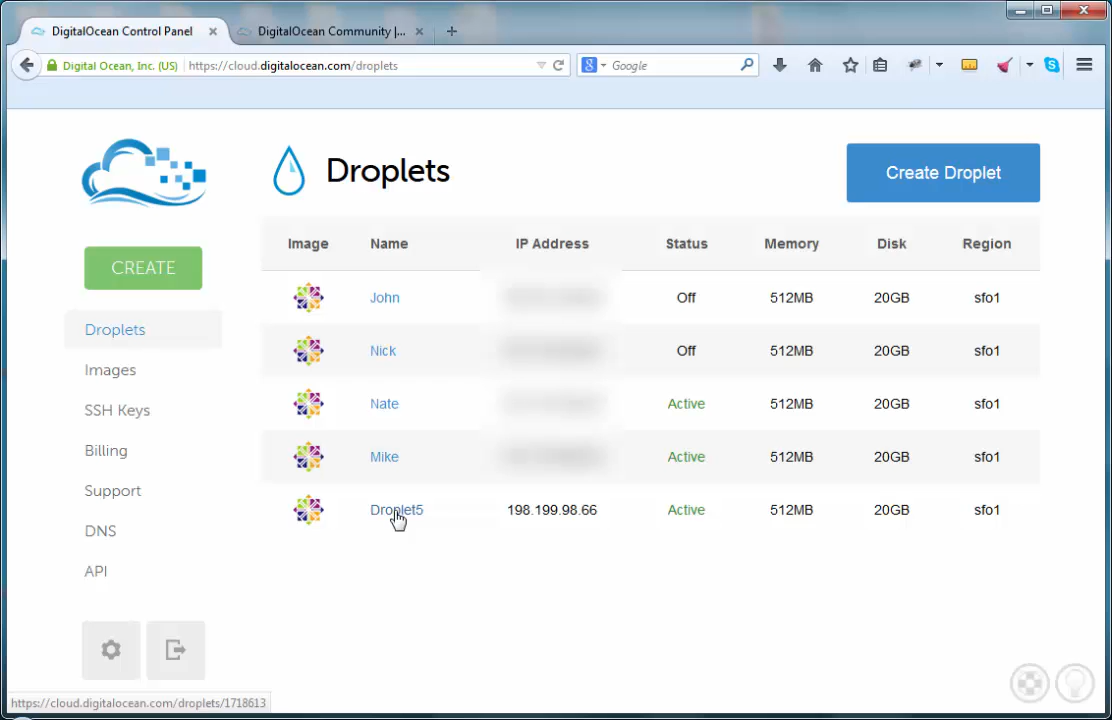 DigitalOcean Control Panel
DigitalOcean Community |...
Digital Ocean, Inc. (US) https://cloud.digitalocean.com/droplets
Google
Droplets
Create Droplet
CREATE
Droplets
Images
SSH Keys
Billing
Support
DNS
API
Image Name IP Address Status Memory Disk Region
John Off 512MB 20GB sfo1
Nick Off 512MB 20GB sfo1
Nate Active 512MB 20GB sfo1
Mike Active 512MB 20GB sfo1
Droplet5 198.199.98.66 Active 512MB 20GB sfo1
https://cloud.digitalocean.com/droplets/1718613